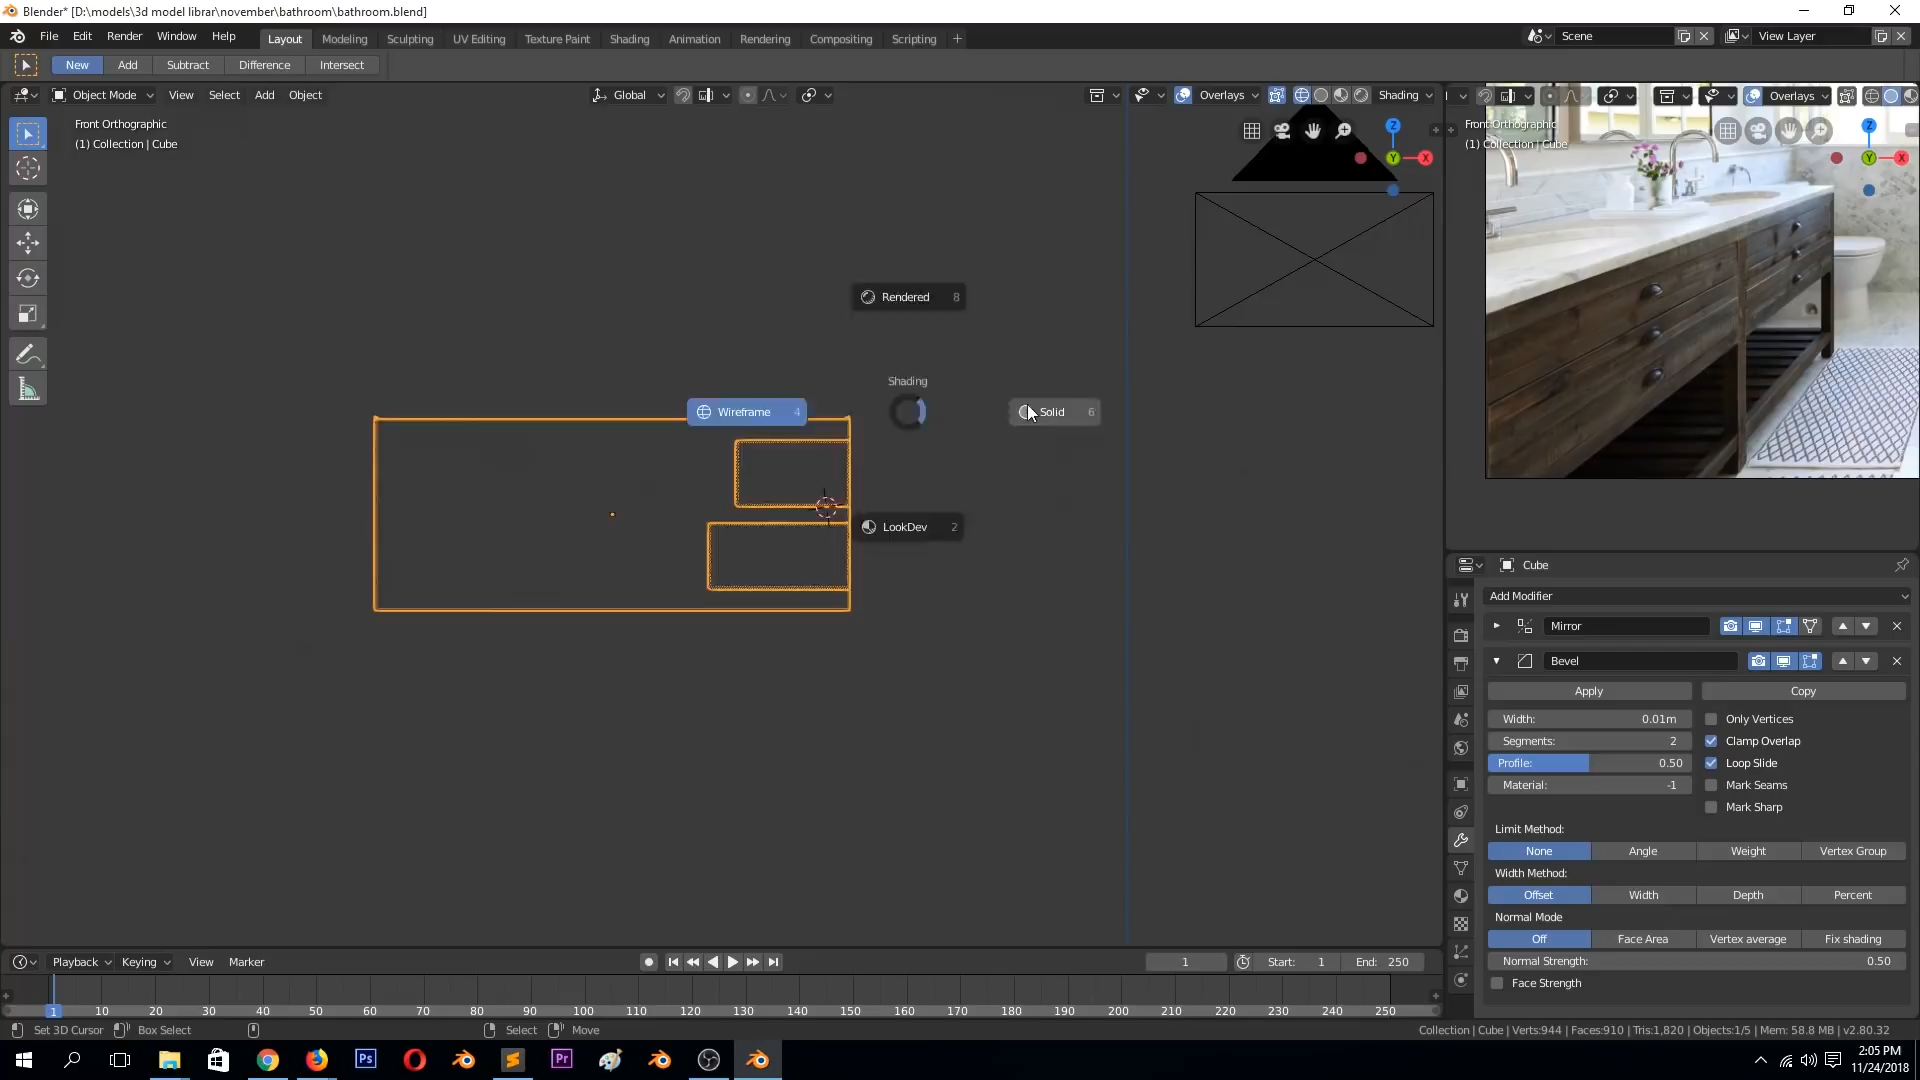 Blender* [D:\models\3d model librar\november\bathroom\bathroom.blend]
File Edit Render Window Help Layout Modeling Sculpting UV Editing Texture Paint Shading Animation Rendering Compositing Scripting + Scene View Layer
New Add Subtract Difference Intersect
Object Mode View Select Add Object Global Overlays Shading Overlays
Front Orthographic
(1) Collection | Cube
Z
Y X
Front Orthographic
(1) Collection | Cube
Z
Y X
Rendered 8
Shading
Wireframe 4
Solid 6
LookDev 2
Cube
Add Modifier
Mirror
Bevel
Apply Copy
Width: 0.01m Only Vertices
Segments: 2 Clamp Overlap
Profile: 0.50 Loop Slide
Material: -1 Mark Seams
Mark Sharp
Limit Method:
None Angle Weight Vertex Group
Width Method:
Offset Width Depth Percent
Normal Mode
Off Face Area Vertex average Fix shading
Normal Strength: 0.50
Face Strength
Playback Keying View Marker 1 Start: 1 End: 250
1 10 20 30 40 50 60 70 80 90 100 110 120 130 140 150 160 170 180 190 200 210 220 230 240 250
Set 3D Cursor Box Select Select Move Collection | Cube | Verts:944 | Faces:910 | Tris:1,820 | Objects:1/5 | Mem: 58.8 MB | v2.80.32
Ps Pr
2:05 PM
11/24/2018